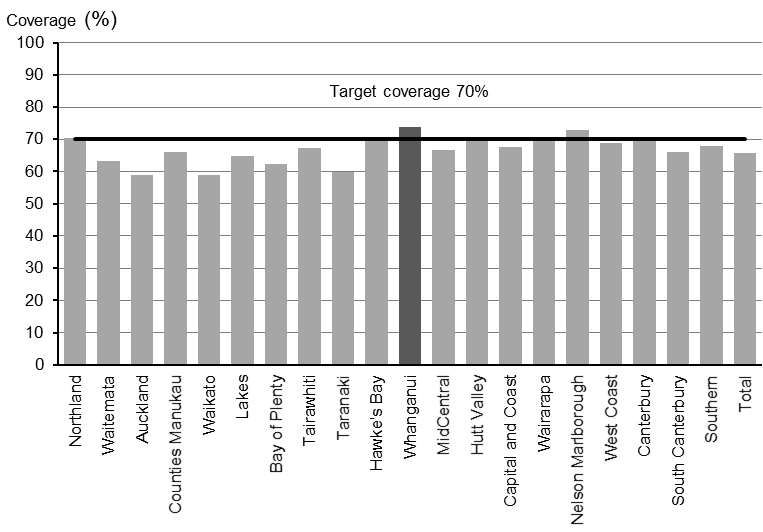 Coverage (%)
100
90
80
70
60
50
40
30
20
10
0
Target coverage 70%
Northland
Waitemata
Auckland
Counties Manukau
Waikato
Lakes
Bay of Plenty
Tairawhiti
Taranaki
Hawke's Bay
Whanganui
MidCentral
Hutt Valley
Capital and Coast
Wairarapa
Nelson Marlborough
West Coast
Canterbury
South Canterbury
Southern
Total